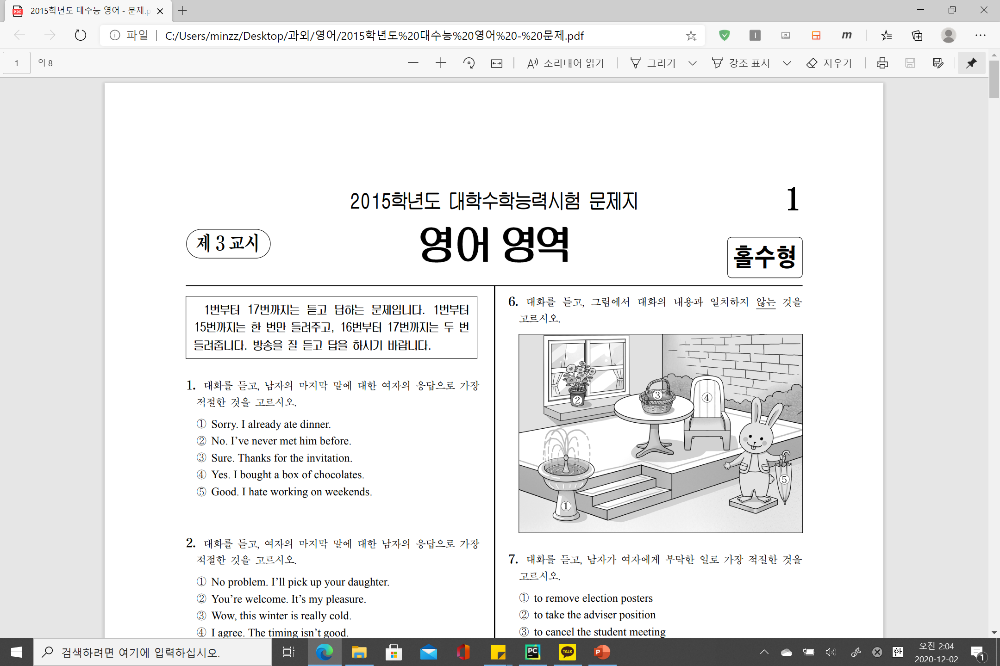 2015학년도 대수능 영어 - 문제.p
파일
C:/Users/minzz/Desktop/과외/영어/2015학년도%20대수능%20영어%20-%20문제.pdf
1 의 8
소리내어 읽기
그리기
강조 표시
지우기
2015학년도 대학수학능력시험 문제지
1
제 3 교시
영어 영역
홀수형
1번부터 17번까지는 듣고 답하는 문제입니다. 1번부터
15번까지는 한 번만 들려주고, 16번부터 17번까지는 두 번
들려줍니다. 방송을 잘 듣고 답을 하시기 바랍니다.
1. 대화를 듣고, 남자의 마지막 말에 대한 여자의 응답으로 가장
적절한 것을 고르시오.
① Sorry. I already ate dinner.
② No. I’ve never met him before.
③ Sure. Thanks for the invitation.
④ Yes. I bought a box of chocolates.
⑤ Good. I hate working on weekends.
2. 대화를 듣고, 여자의 마지막 말에 대한 남자의 응답으로 가장
적절한 것을 고르시오.
① No problem. I’ll pick up your daughter.
② You’re welcome. It’s my pleasure.
③ Wow, this winter is really cold.
④ I agree. The timing isn’t good.
6. 대화를 듣고, 그림에서 대화의 내용과 일치하지 않는 것을
고르시오.
②
③
④
①
⑤
7. 대화를 듣고, 남자가 여자에게 부탁한 일로 가장 적절한 것을
고르시오.
① to remove election posters
② to take the adviser position
③ to cancel the student meeting
검색하려면 여기에 입력하십시오.
PC
TALK
P
한
오전 2:04
2020-12-02
1